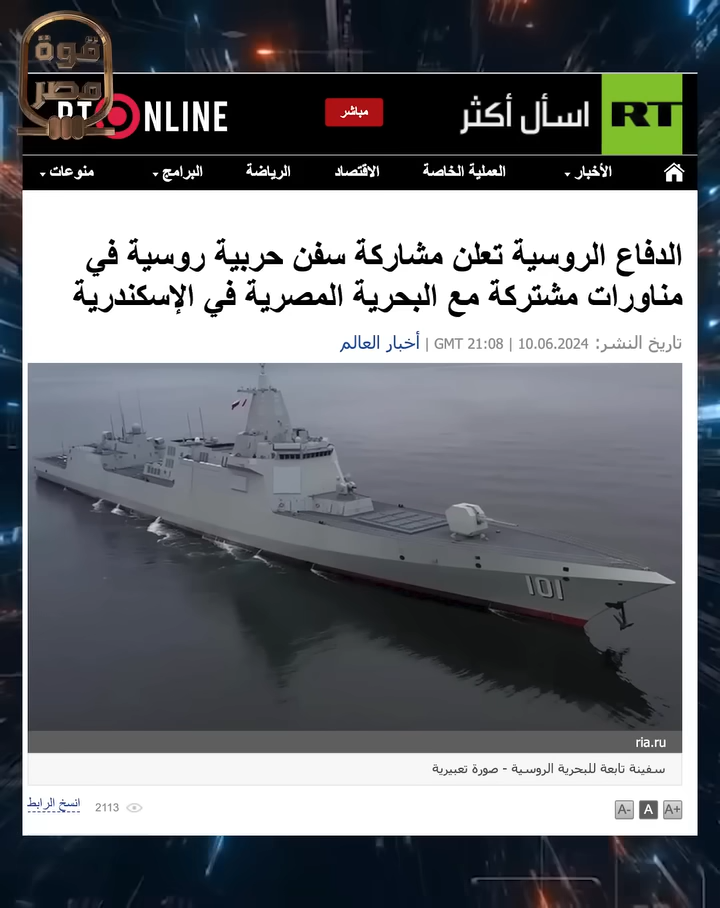 قوة
مصر
RT ONLINE
مباشر
اسأل أكثر
RT
الأخبار
العملية الخاصة
الاقتصاد
الرياضة
البرامج
منوعات
الدفاع الروسية تعلن مشاركة سفن حربية روسية في
مناورات مشتركة مع البحرية المصرية في الإسكندرية
تاريخ النشر: 10.06.2024 | 21:08 GMT | أخبار العالم
101
ria.ru
سفينة تابعة للبحرية الروسية - صورة تعبيرية
A+ A A-
2113
انسخ الرابط